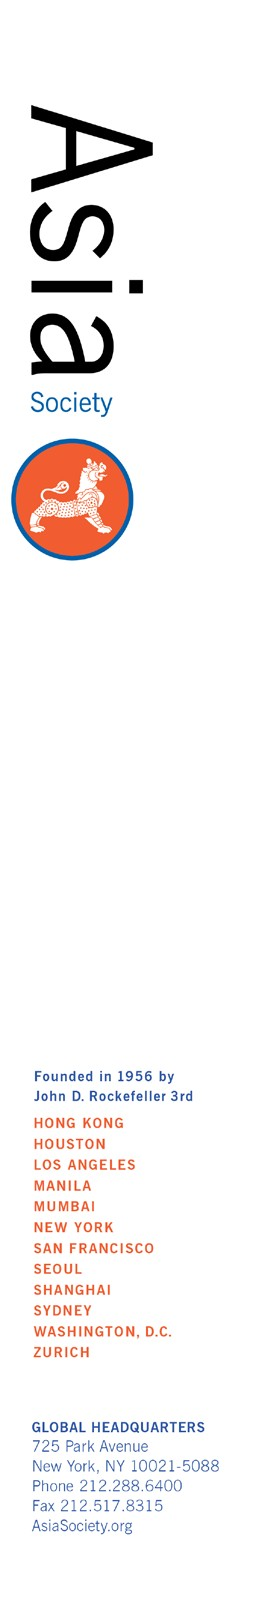 Asia
Society
Founded in 1956 by
John D. Rockefeller 3rd
HONG KONG
HOUSTON
LOS ANGELES
MANILA
MUMBAI
NEW YORK
SAN FRANCISCO
SEOUL
SHANGHAI
SYDNEY
WASHINGTON, D.C.
ZURICH
GLOBAL HEADQUARTERS
725 Park Avenue
New York, NY 10021-5088
Phone 212.288.6400
Fax 212.517.8315
AsiaSociety.org